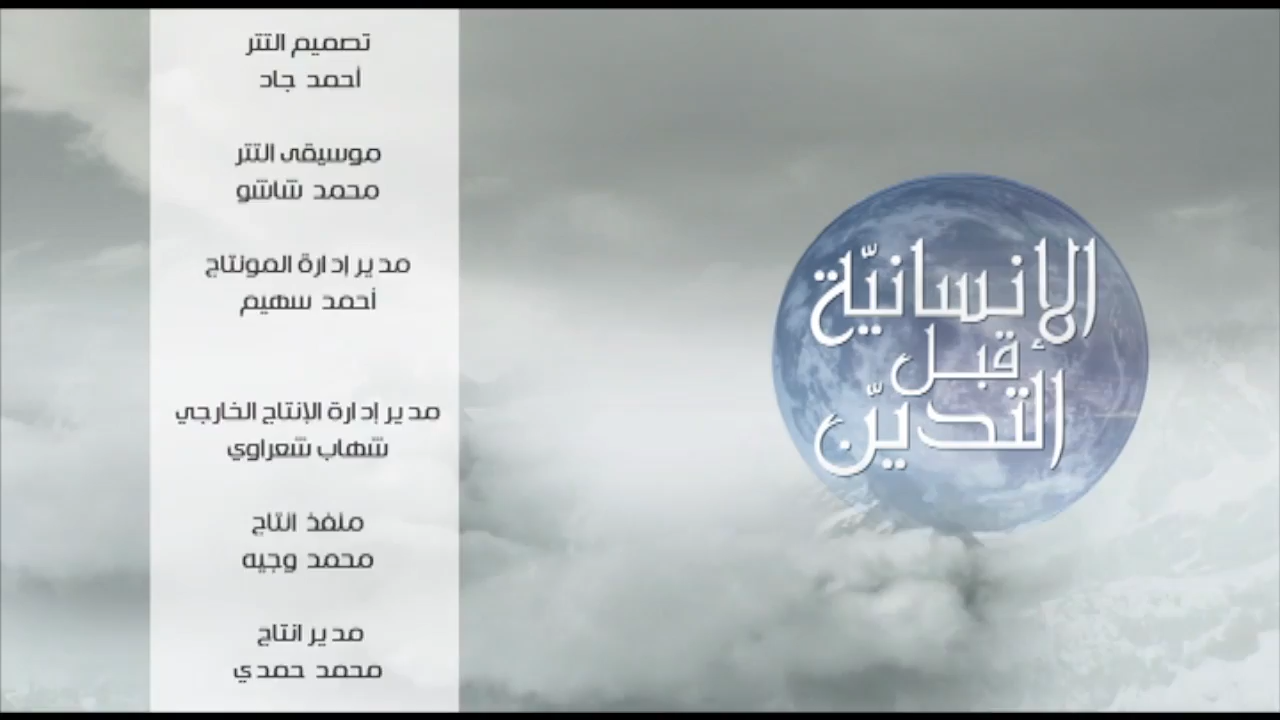 تصميم التتر
أحمد جاد
موسيقى التتر
محمد شاشو
مدير إدارة المونتاج
أحمد سهيم
مدير إدارة الإنتاج الخارجي
شهاب شعراوي
منفذ انتاج
محمد وجيه
مدير انتاج
محمد حمدي
الإنسانيّة
قبل
التديّن